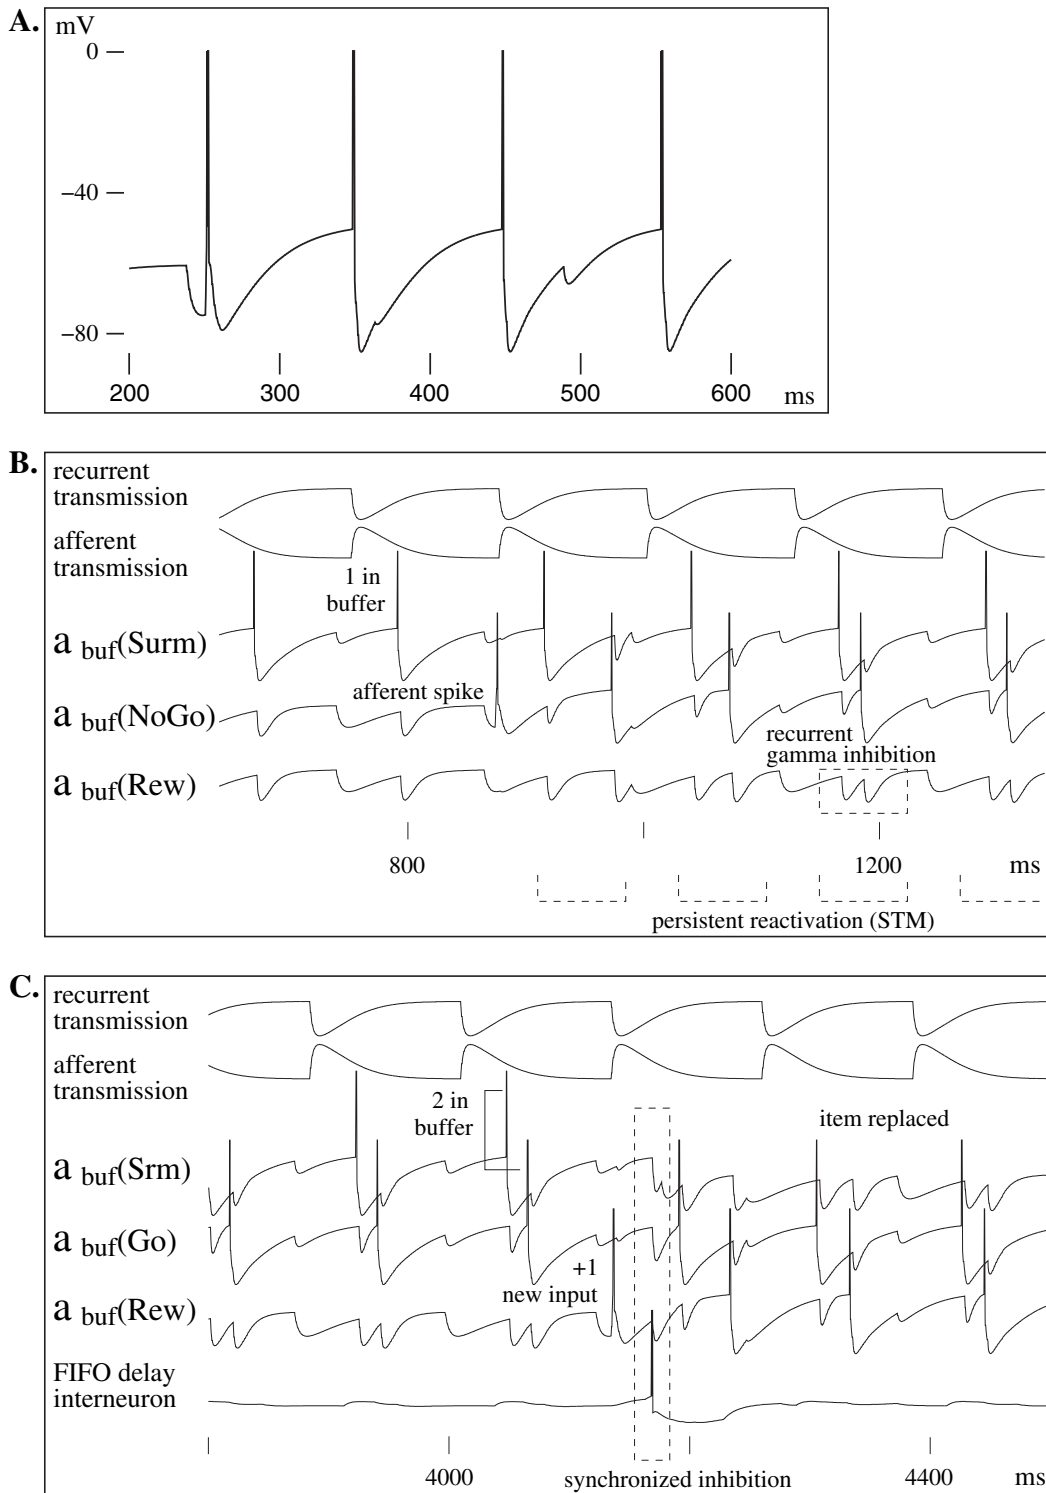 A.
mV
0
−40
−80
200 300 400 500 600 ms
B.
recurrent
transmission
afferent
transmission
1 in
buffer
a buf(Surm)
afferent spike
a buf(NoGo)
recurrent
gamma inhibition
a buf(Rew)
800 1200 ms
persistent reactivation (STM)
C.
recurrent
transmission
afferent
transmission
2 in
buffer
item replaced
a buf(Srm)
a buf(Go)
+1
new input
a buf(Rew)
FIFO delay
interneuron
4000 4400 ms
synchronized inhibition